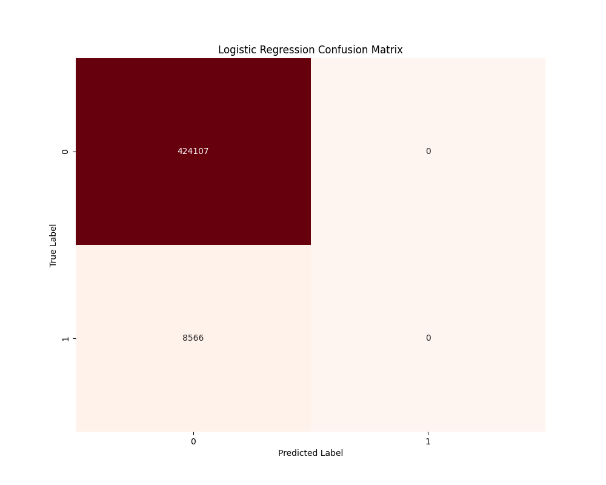 Logistic Regression Confusion Matrix
True Label
0
424107
0
1
8566
0
0
1
Predicted Label